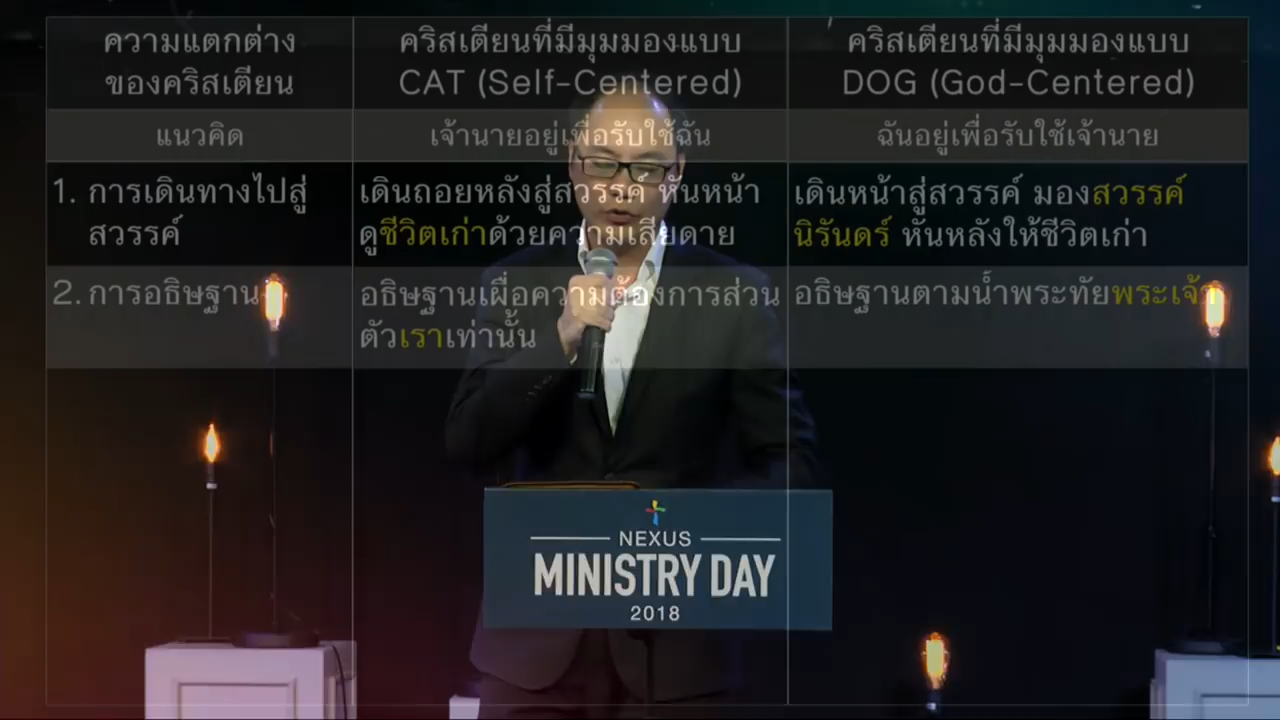 ความแตกต่าง
ของคริสเตียน
คริสเตียนที่มีมุมมองแบบ
CAT (Self-Centered)
คริสเตียนที่มีมุมมองแบบ
DOG (God-Centered)
แนวคิด
เจ้านายอยู่เพื่อรับใช้ฉัน
ฉันอยู่เพื่อรับใช้เจ้านาย
1. การเดินทางไปสู่
สวรรค์
เดินถอยหลังสู่สวรรค์ หันหน้า
ดูชีวิตเก่าด้วยความเสียดาย
เดินหน้าสู่สวรรค์ มองสวรรค์
นิรันดร์ หันหลังให้ชีวิตเก่า
2. การอธิษฐาน
อธิษฐานเผื่อความต้องการส่วน
ตัวเราเท่านั้น
อธิษฐานตามน้ำพระทัยพระเจ้า
NEXUS
MINISTRY DAY
2018